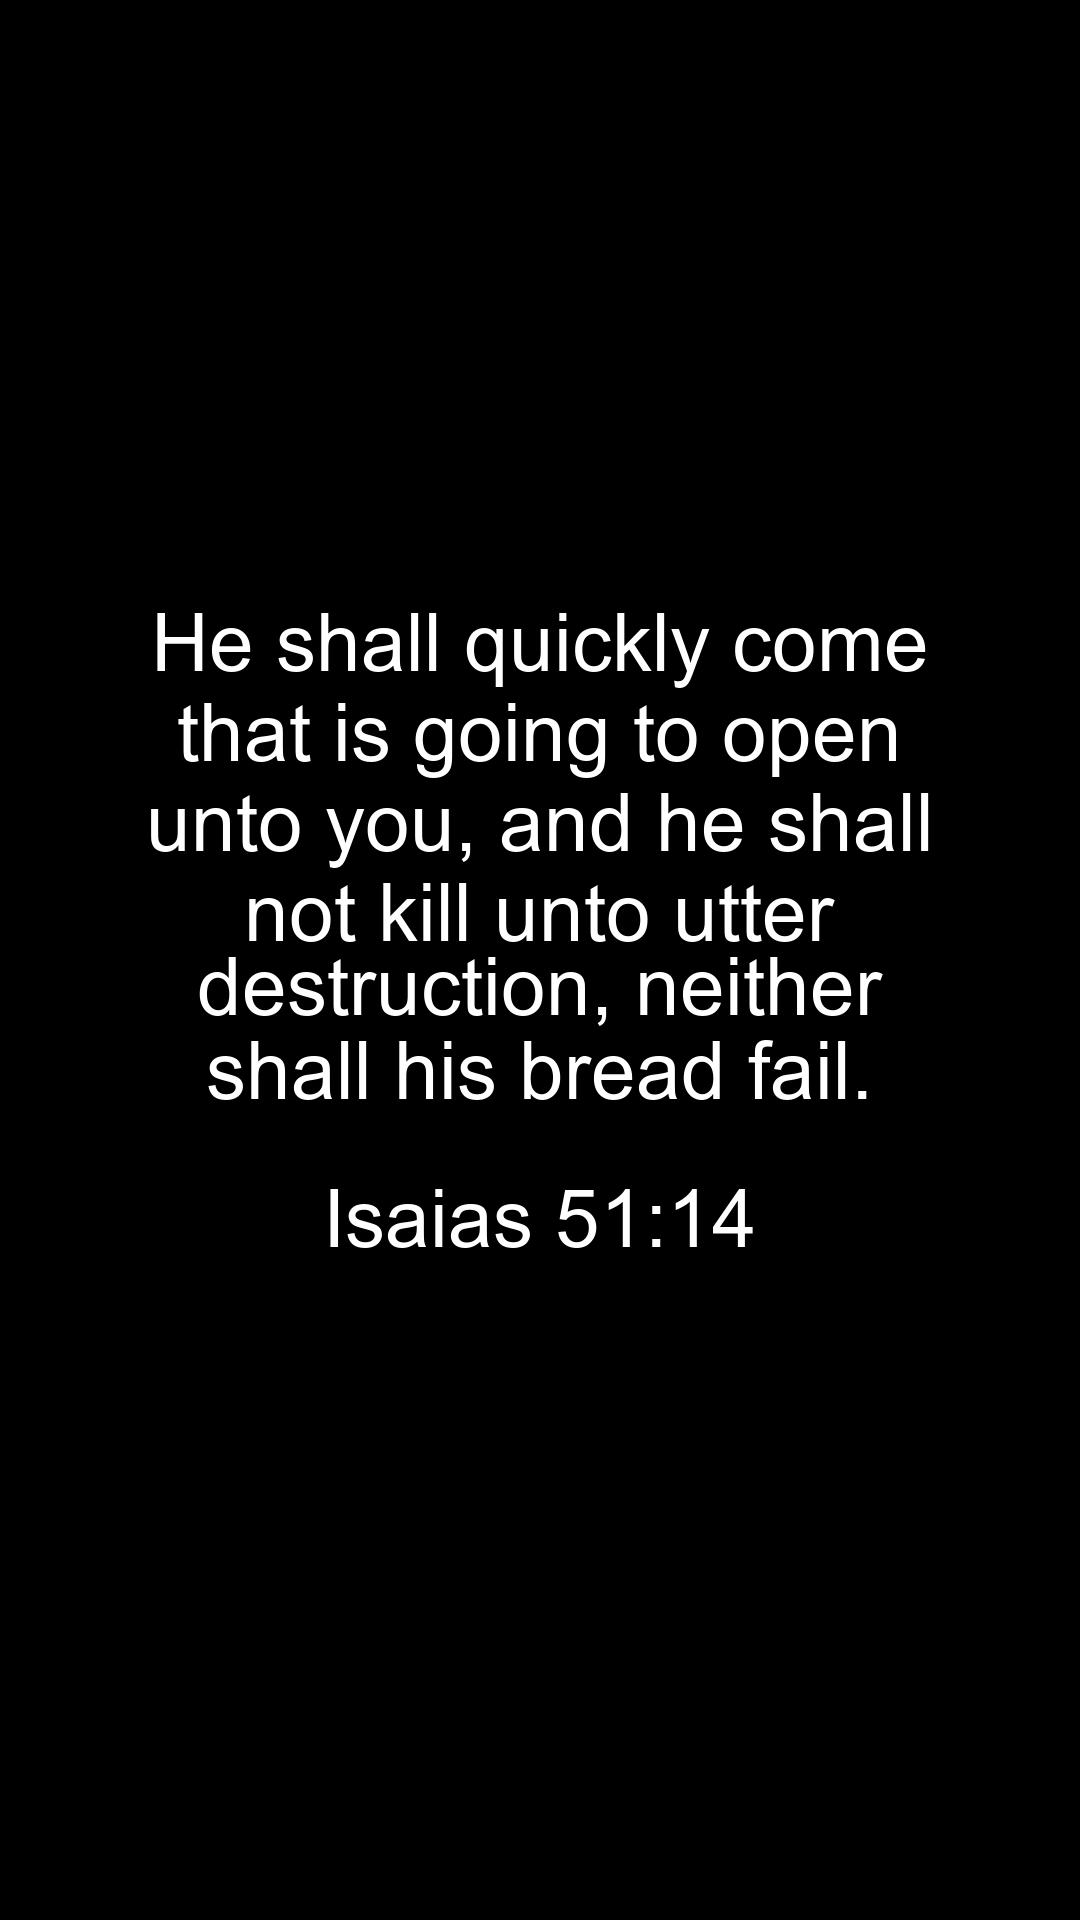 He shall quickly come
that is going to open
unto you, and he shall
not kill unto utter
destruction, neither
shall his bread fail.
Isaias 51:14